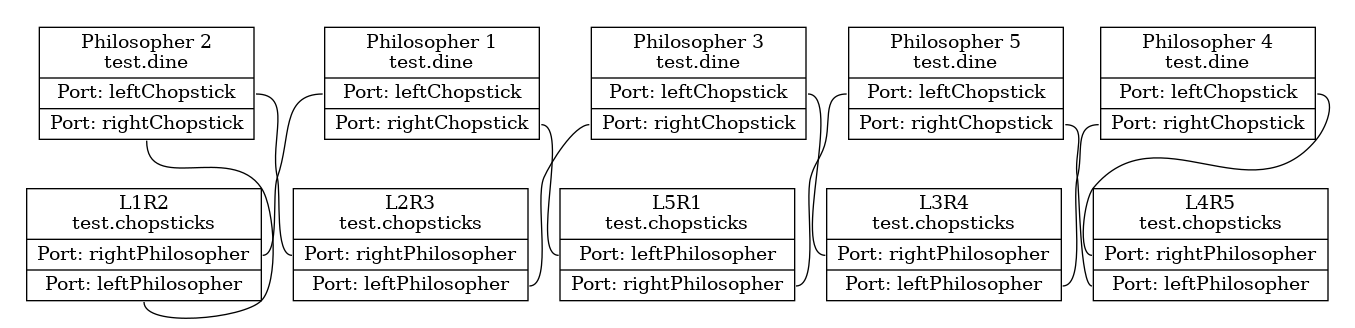 Philosopher 2
test.dine
Port: leftChopstick
Port: rightChopstick
Philosopher 1
test.dine
Port: leftChopstick
Port: rightChopstick
Philosopher 3
test.dine
Port: leftChopstick
Port: rightChopstick
Philosopher 5
test.dine
Port: leftChopstick
Port: rightChopstick
Philosopher 4
test.dine
Port: leftChopstick
Port: rightChopstick
L1R2
test.chopsticks
Port: rightPhilosopher
Port: leftPhilosopher
L2R3
test.chopsticks
Port: rightPhilosopher
Port: leftPhilosopher
L5R1
test.chopsticks
Port: leftPhilosopher
Port: rightPhilosopher
L3R4
test.chopsticks
Port: rightPhilosopher
Port: leftPhilosopher
L4R5
test.chopsticks
Port: rightPhilosopher
Port: leftPhilosopher